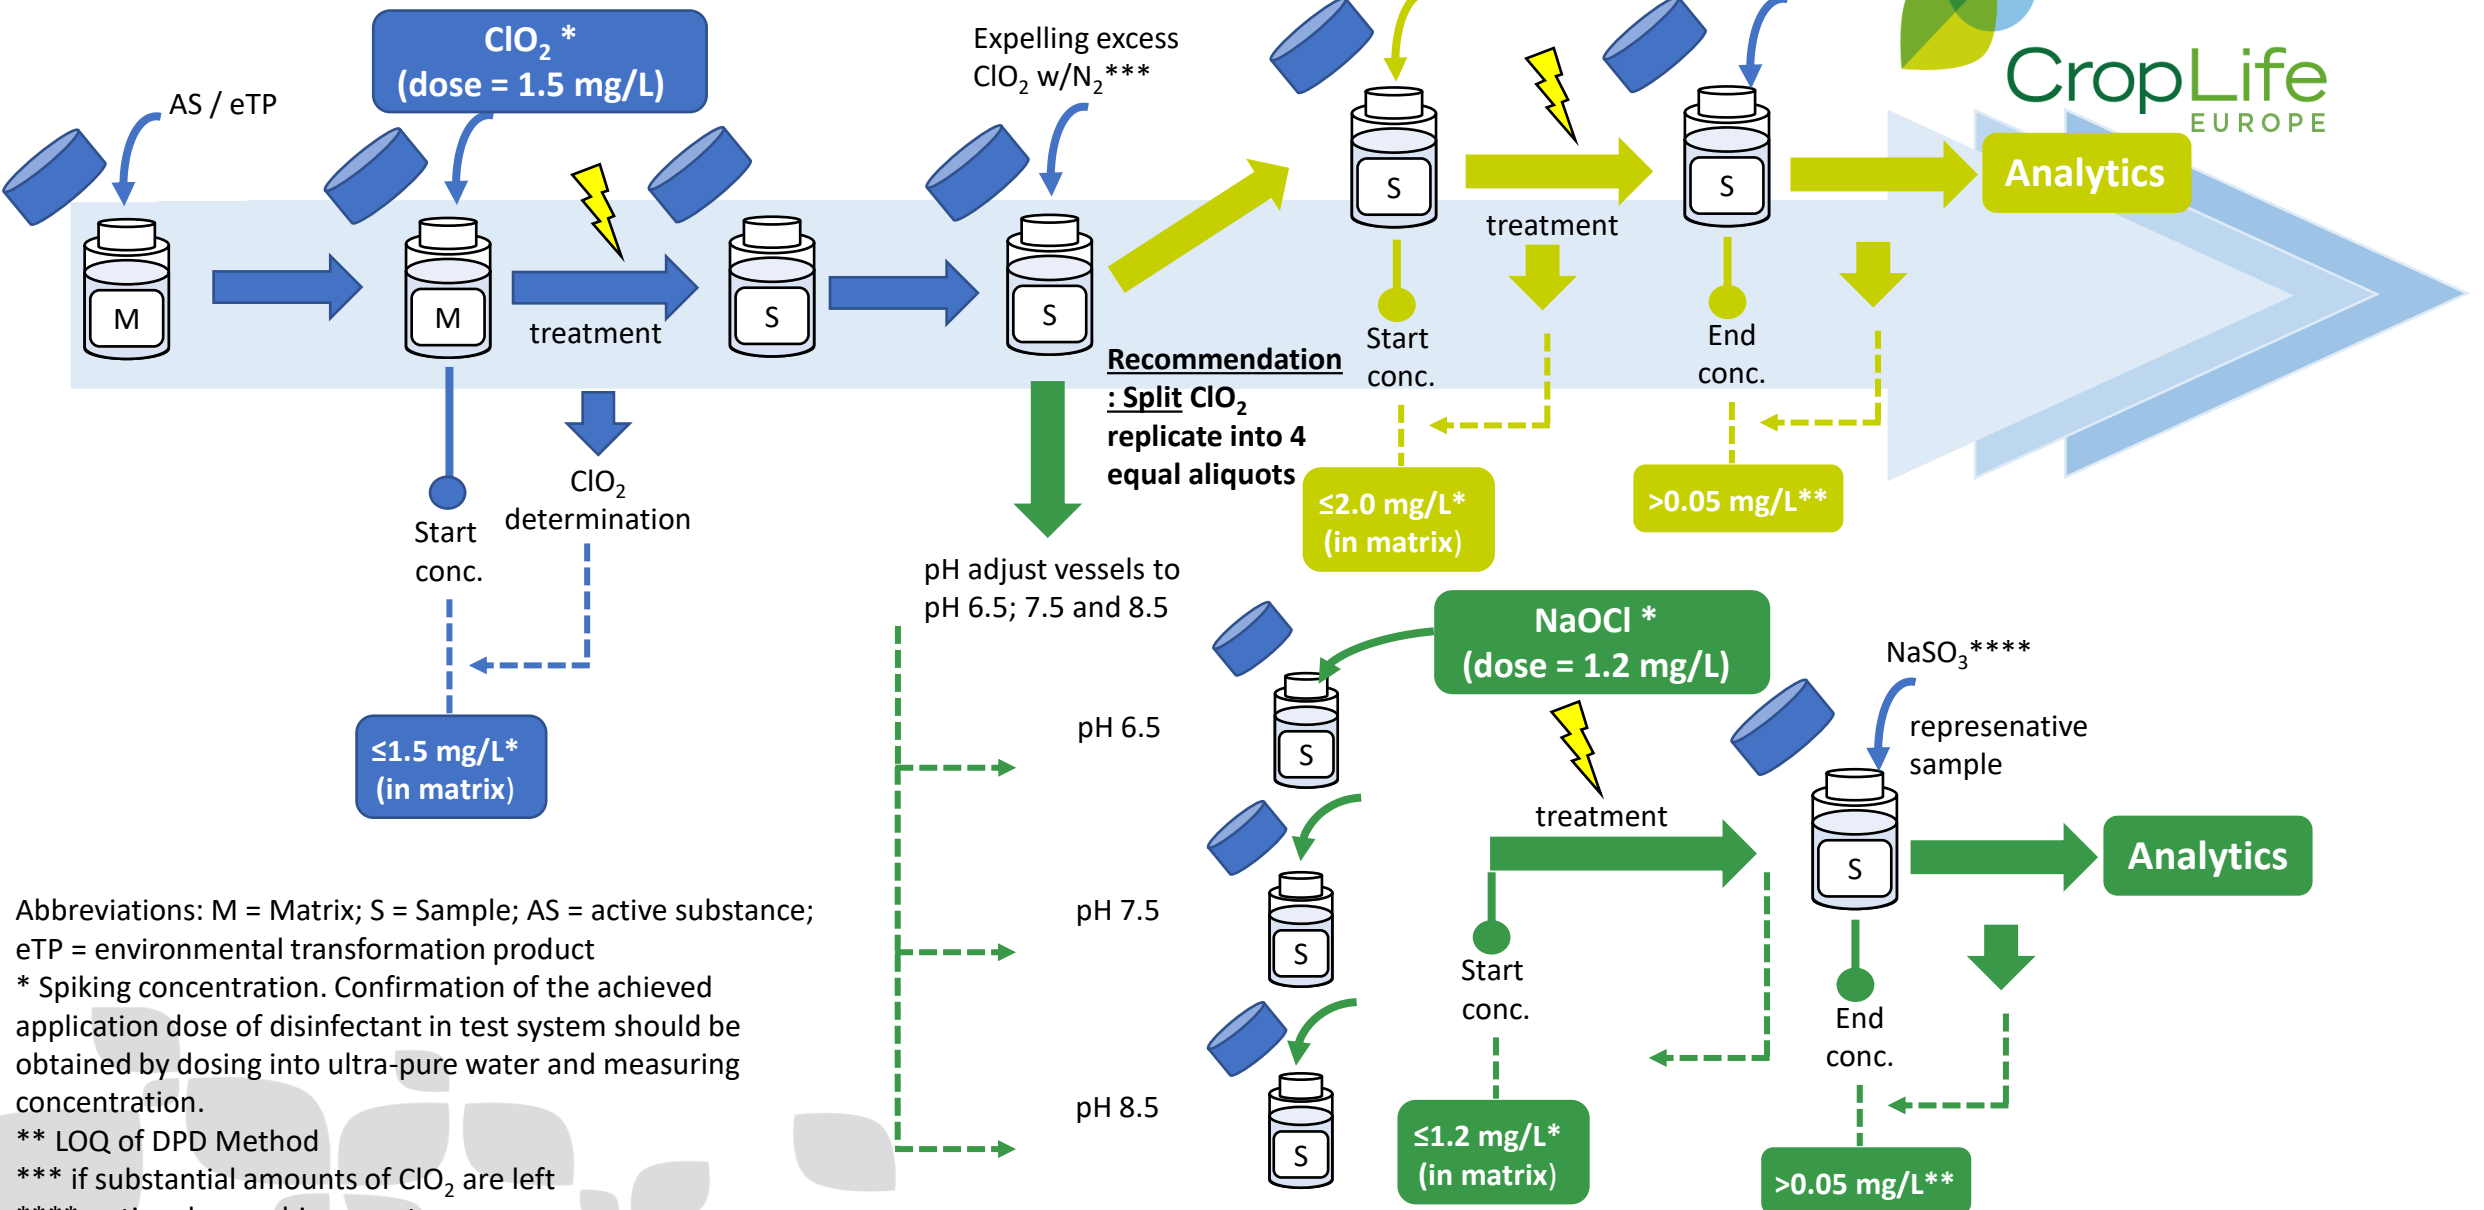 AS / eTP
ClO₂ *
(dose = 1.5 mg/L)
Expelling excess
ClO₂ w/N₂***
CropLife
EUROPE
M
M
treatment
S
S
S
treatment
S
Analytics
Start
conc.
ClO₂
determination
≤1.5 mg/L*
(in matrix)
Recommendation
: Split ClO₂
replicate into 4
equal aliquots
Start
conc.
≤2.0 mg/L*
(in matrix)
End
conc.
>0.05 mg/L**
pH adjust vessels to
pH 6.5; 7.5 and 8.5
pH 6.5
S
pH 7.5
S
pH 8.5
S
NaOCl *
(dose = 1.2 mg/L)
treatment
Start
conc.
≤1.2 mg/L*
(in matrix)
NaSO₃****
represenative
sample
S
Analytics
End
conc.
>0.05 mg/L**
Abbreviations: M = Matrix; S = Sample; AS = active substance;
eTP = environmental transformation product
* Spiking concentration. Confirmation of the achieved
application dose of disinfectant in test system should be
obtained by dosing into ultra-pure water and measuring
concentration.
** LOQ of DPD Method
*** if substantial amounts of ClO₂ are left